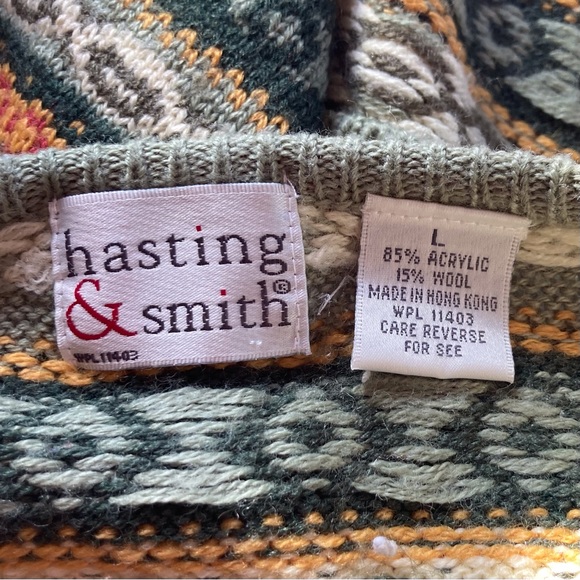 hasting
& smith®
WPL 11403
L
85% ACRYLIC
15% WOOL
MADE IN HONG KONG
WPL 11403
CARE REVERSE
FOR SEE